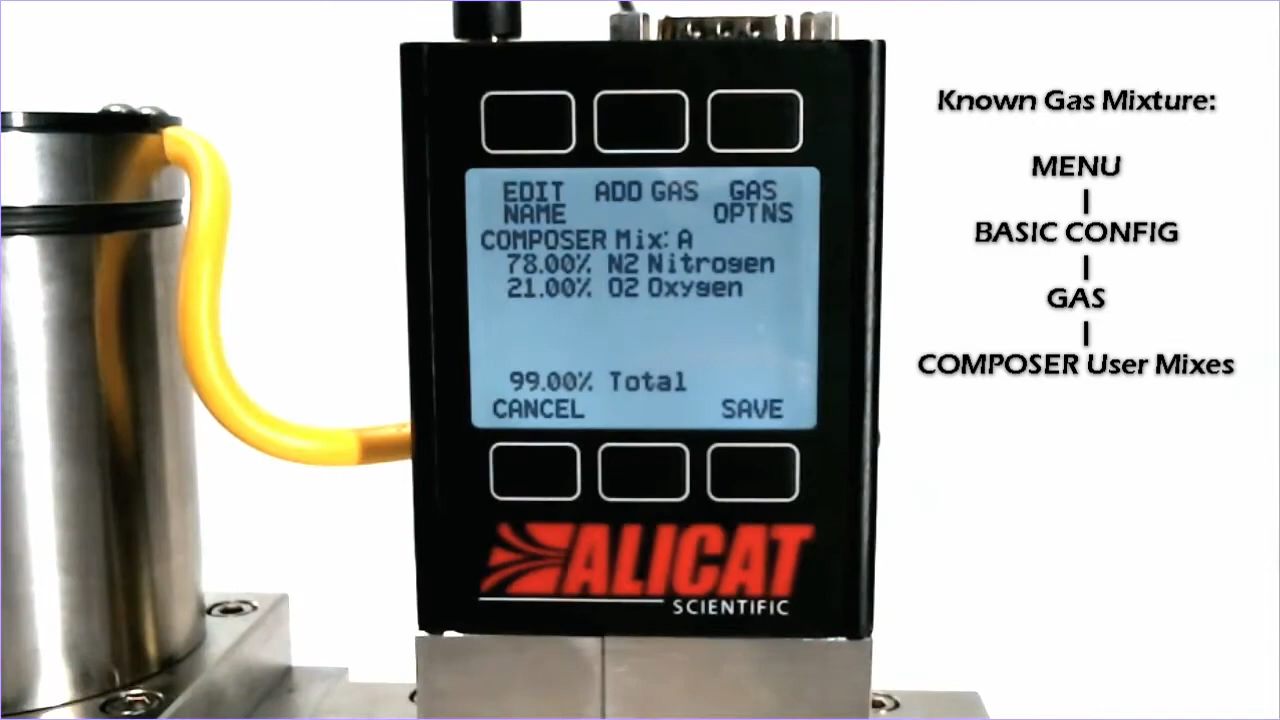 EDIT ADD GAS GAS
NAME OPTNS
COMPOSER Mix: A
78.00% N2 Nitrogen
21.00% O2 Oxygen
99.00% Total
CANCEL SAVE
ALICAT
SCIENTIFIC
Known Gas Mixture:
MENU
BASIC CONFIG
GAS
COMPOSER User Mixes